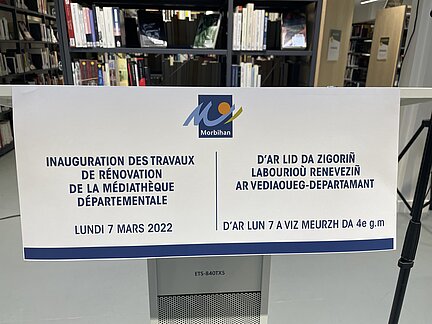 Morbihan
INAUGURATION DES TRAVAUX
DE RÉNOVATION
DE LA MÉDIATHÈQUE
DÉPARTEMENTALE
LUNDI 7 MARS 2022
D'AR LID DA ZIGORIÑ
LABOURIOÙ RENEVEZIÑ
AR VEDIAOUEG-DEPARTAMANT
D'AR LUN 7 A VIZ MEURZH DA 4e g.m
ETS-840TXS